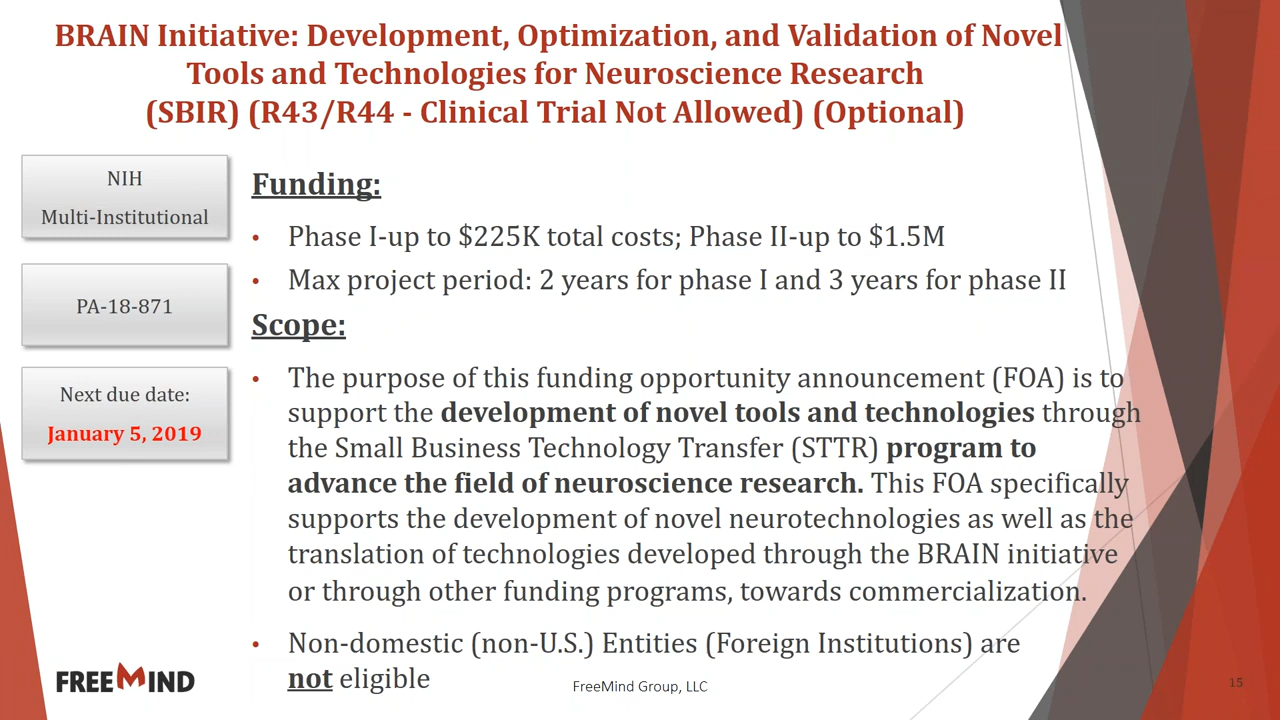 BRAIN Initiative: Development, Optimization, and Validation of Novel
Tools and Technologies for Neuroscience Research
(SBIR) (R43/R44 - Clinical Trial Not Allowed) (Optional)
NIH
Multi-Institutional
PA-18-871
Next due date:
January 5, 2019
Funding:
• Phase I-up to $225K total costs; Phase II-up to $1.5M
• Max project period: 2 years for phase I and 3 years for phase II
Scope:
• The purpose of this funding opportunity announcement (FOA) is to
support the development of novel tools and technologies through
the Small Business Technology Transfer (STTR) program to
advance the field of neuroscience research. This FOA specifically
supports the development of novel neurotechnologies as well as the
translation of technologies developed through the BRAIN initiative
or through other funding programs, towards commercialization.
• Non-domestic (non-U.S.) Entities (Foreign Institutions) are
not eligible
FREEMIND
FreeMind Group, LLC
15